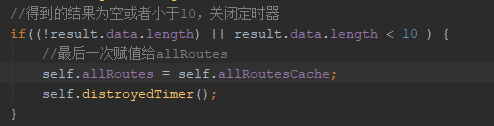 //得到的结果为空或者小于10，关闭定时器
if((!result.data.length) || result.data.length < 10 ) {
//最后一次赋值给allRoutes
self.allRoutes = self.allRoutesCache;
self.distroyedTimer();
}